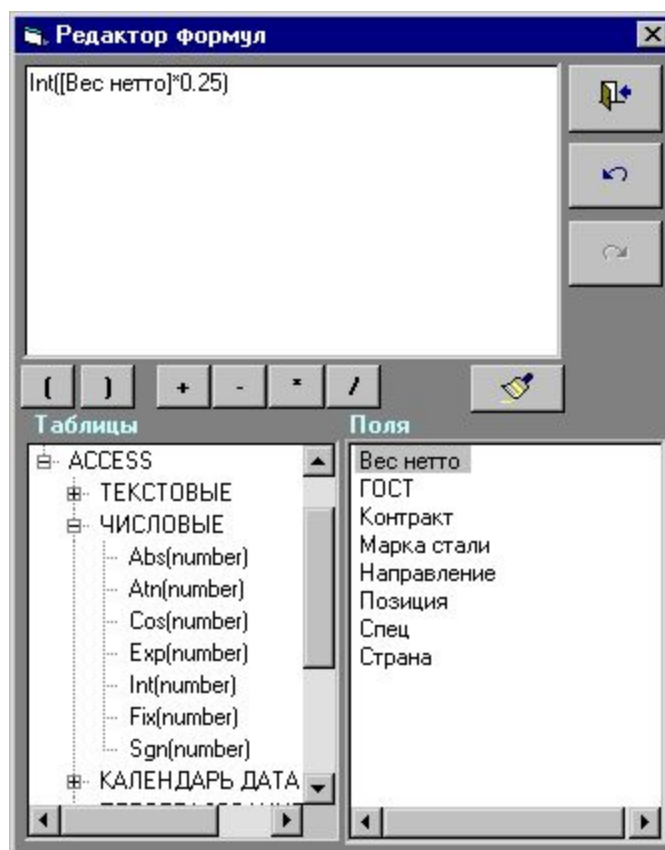 Редактор формул
Int([Вес нетто]*0.25)
( ) + - * /
Таблицы
Поля
ACCESS
ТЕКСТОВЫЕ
ЧИСЛОВЫЕ
Abs(number)
Atn(number)
Cos(number)
Exp(number)
Int(number)
Fix(number)
Sgn(number)
КАЛЕНДАРЬ ДАТА
Вес нетто
ГОСТ
Контракт
Марка стали
Направление
Позиция
Спец
Страна